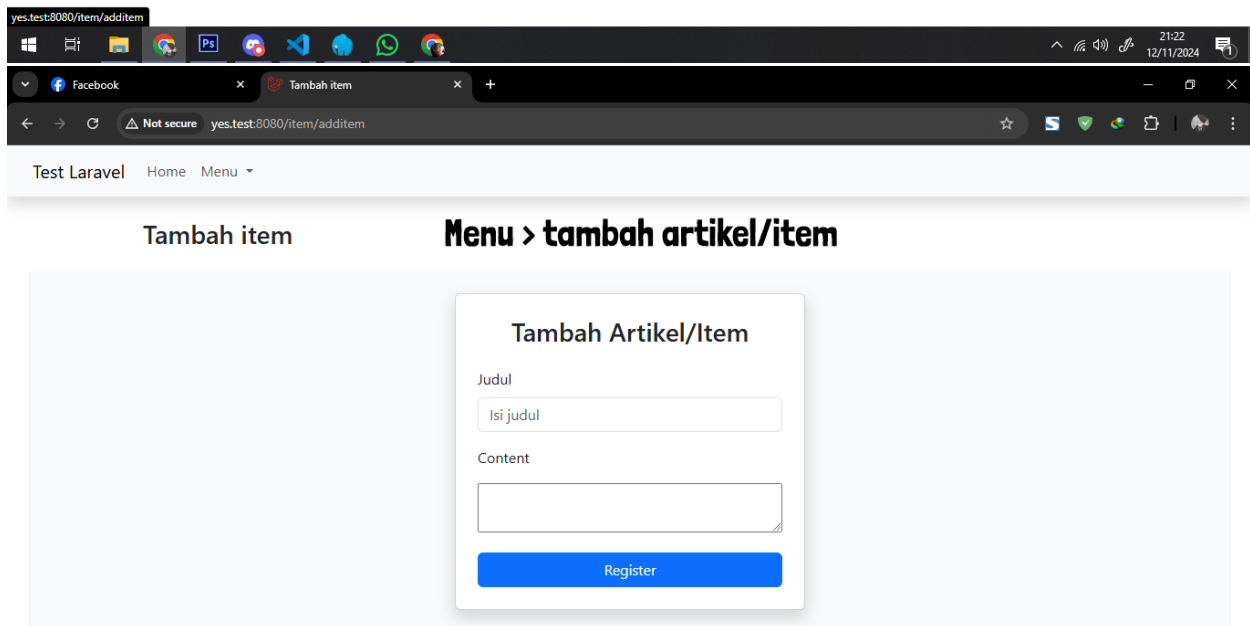 yes.test:8080/item/additem
Ps
21:22
12/11/2024
1
Facebook
Tambah item
Not secure yes.test:8080/item/additem
S
Test Laravel Home Menu
Tambah item
Menu > tambah artikel/item
Tambah Artikel/Item
Judul
Isi judul
Content
Register